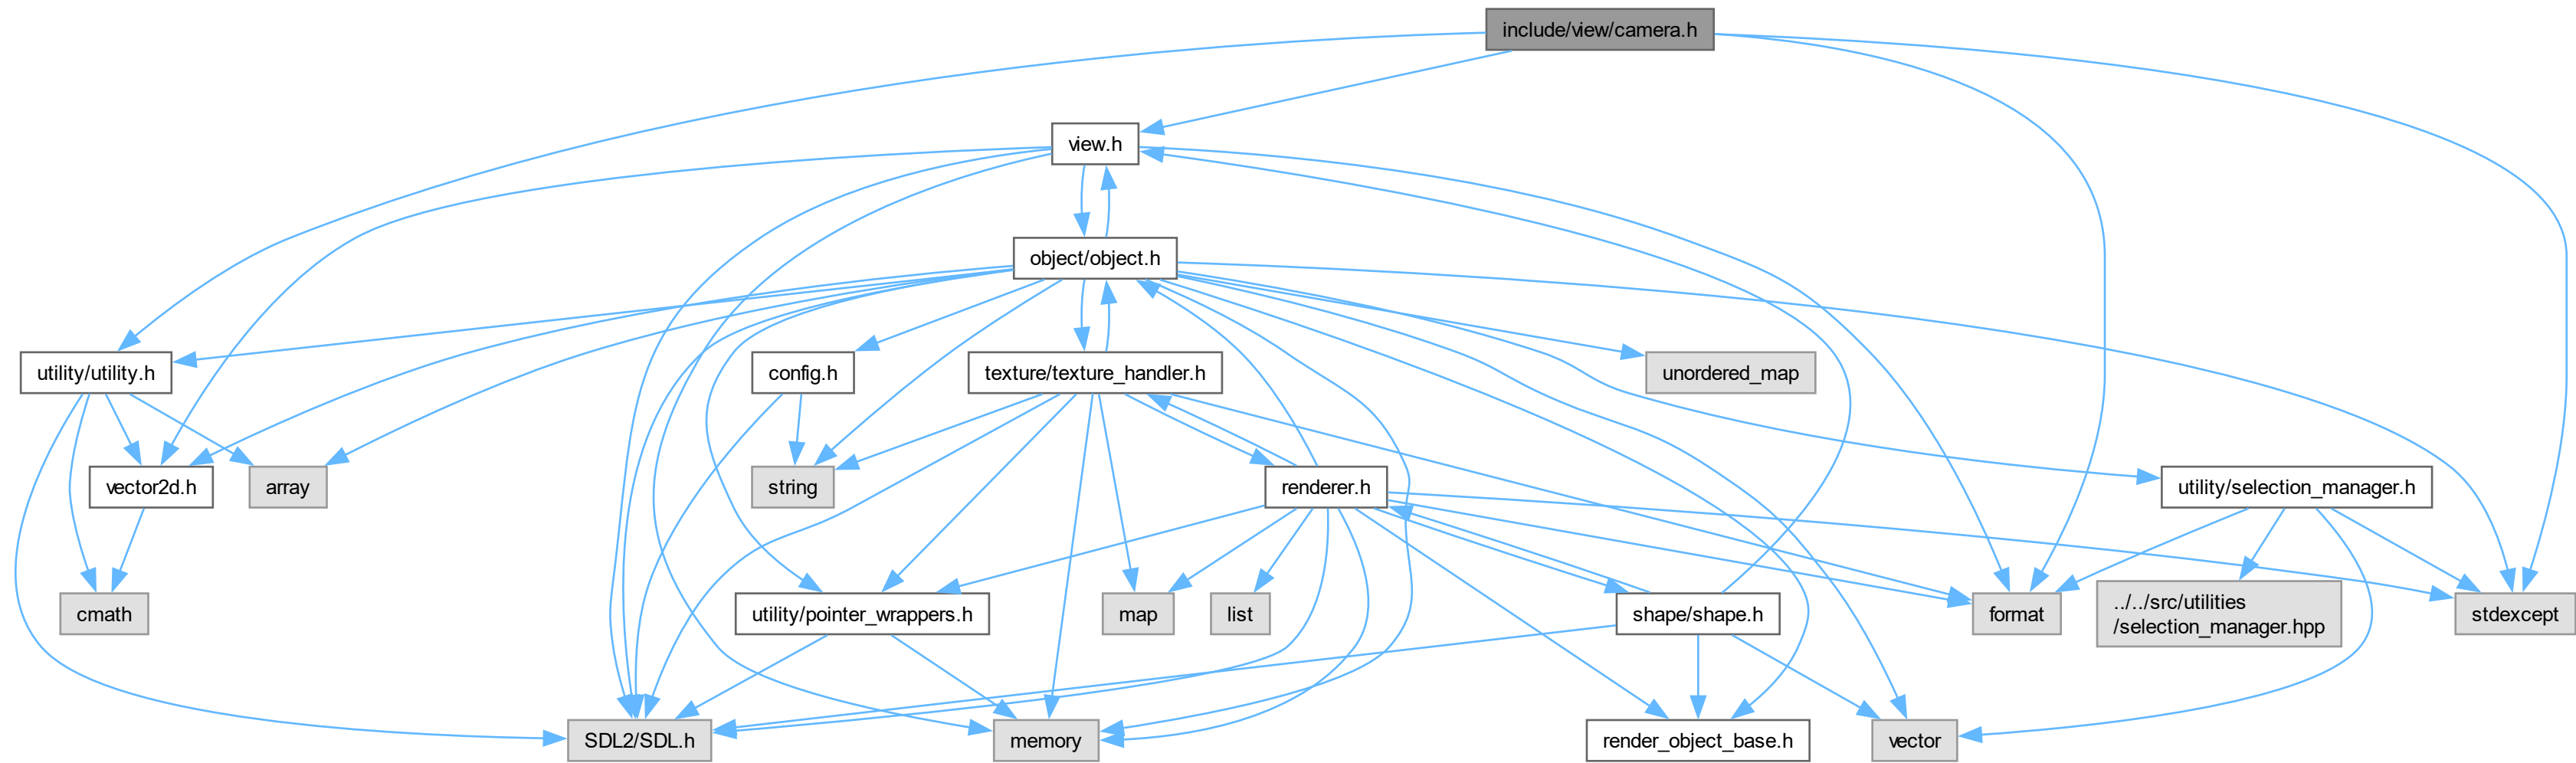 include/view/camera.h
view.h
object/object.h
utility/utility.h
config.h
texture/texture_handler.h
unordered_map
vector2d.h
array
string
renderer.h
utility/selection_manager.h
cmath
utility/pointer_wrappers.h
map
list
shape/shape.h
format
../../src/utilities
/selection_manager.hpp
stdexcept
SDL2/SDL.h
memory
render_object_base.h
vector